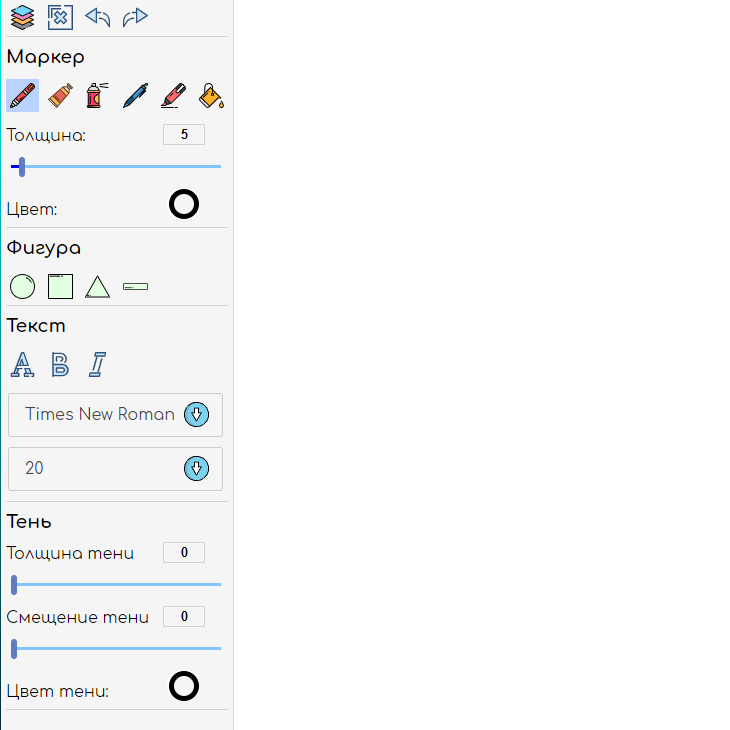 Маркер
Толщина: 5
Цвет:
Фигура
Текст
A B I
Times New Roman
20
Тень
Толщина тени 0
Смещение тени 0
Цвет тени: